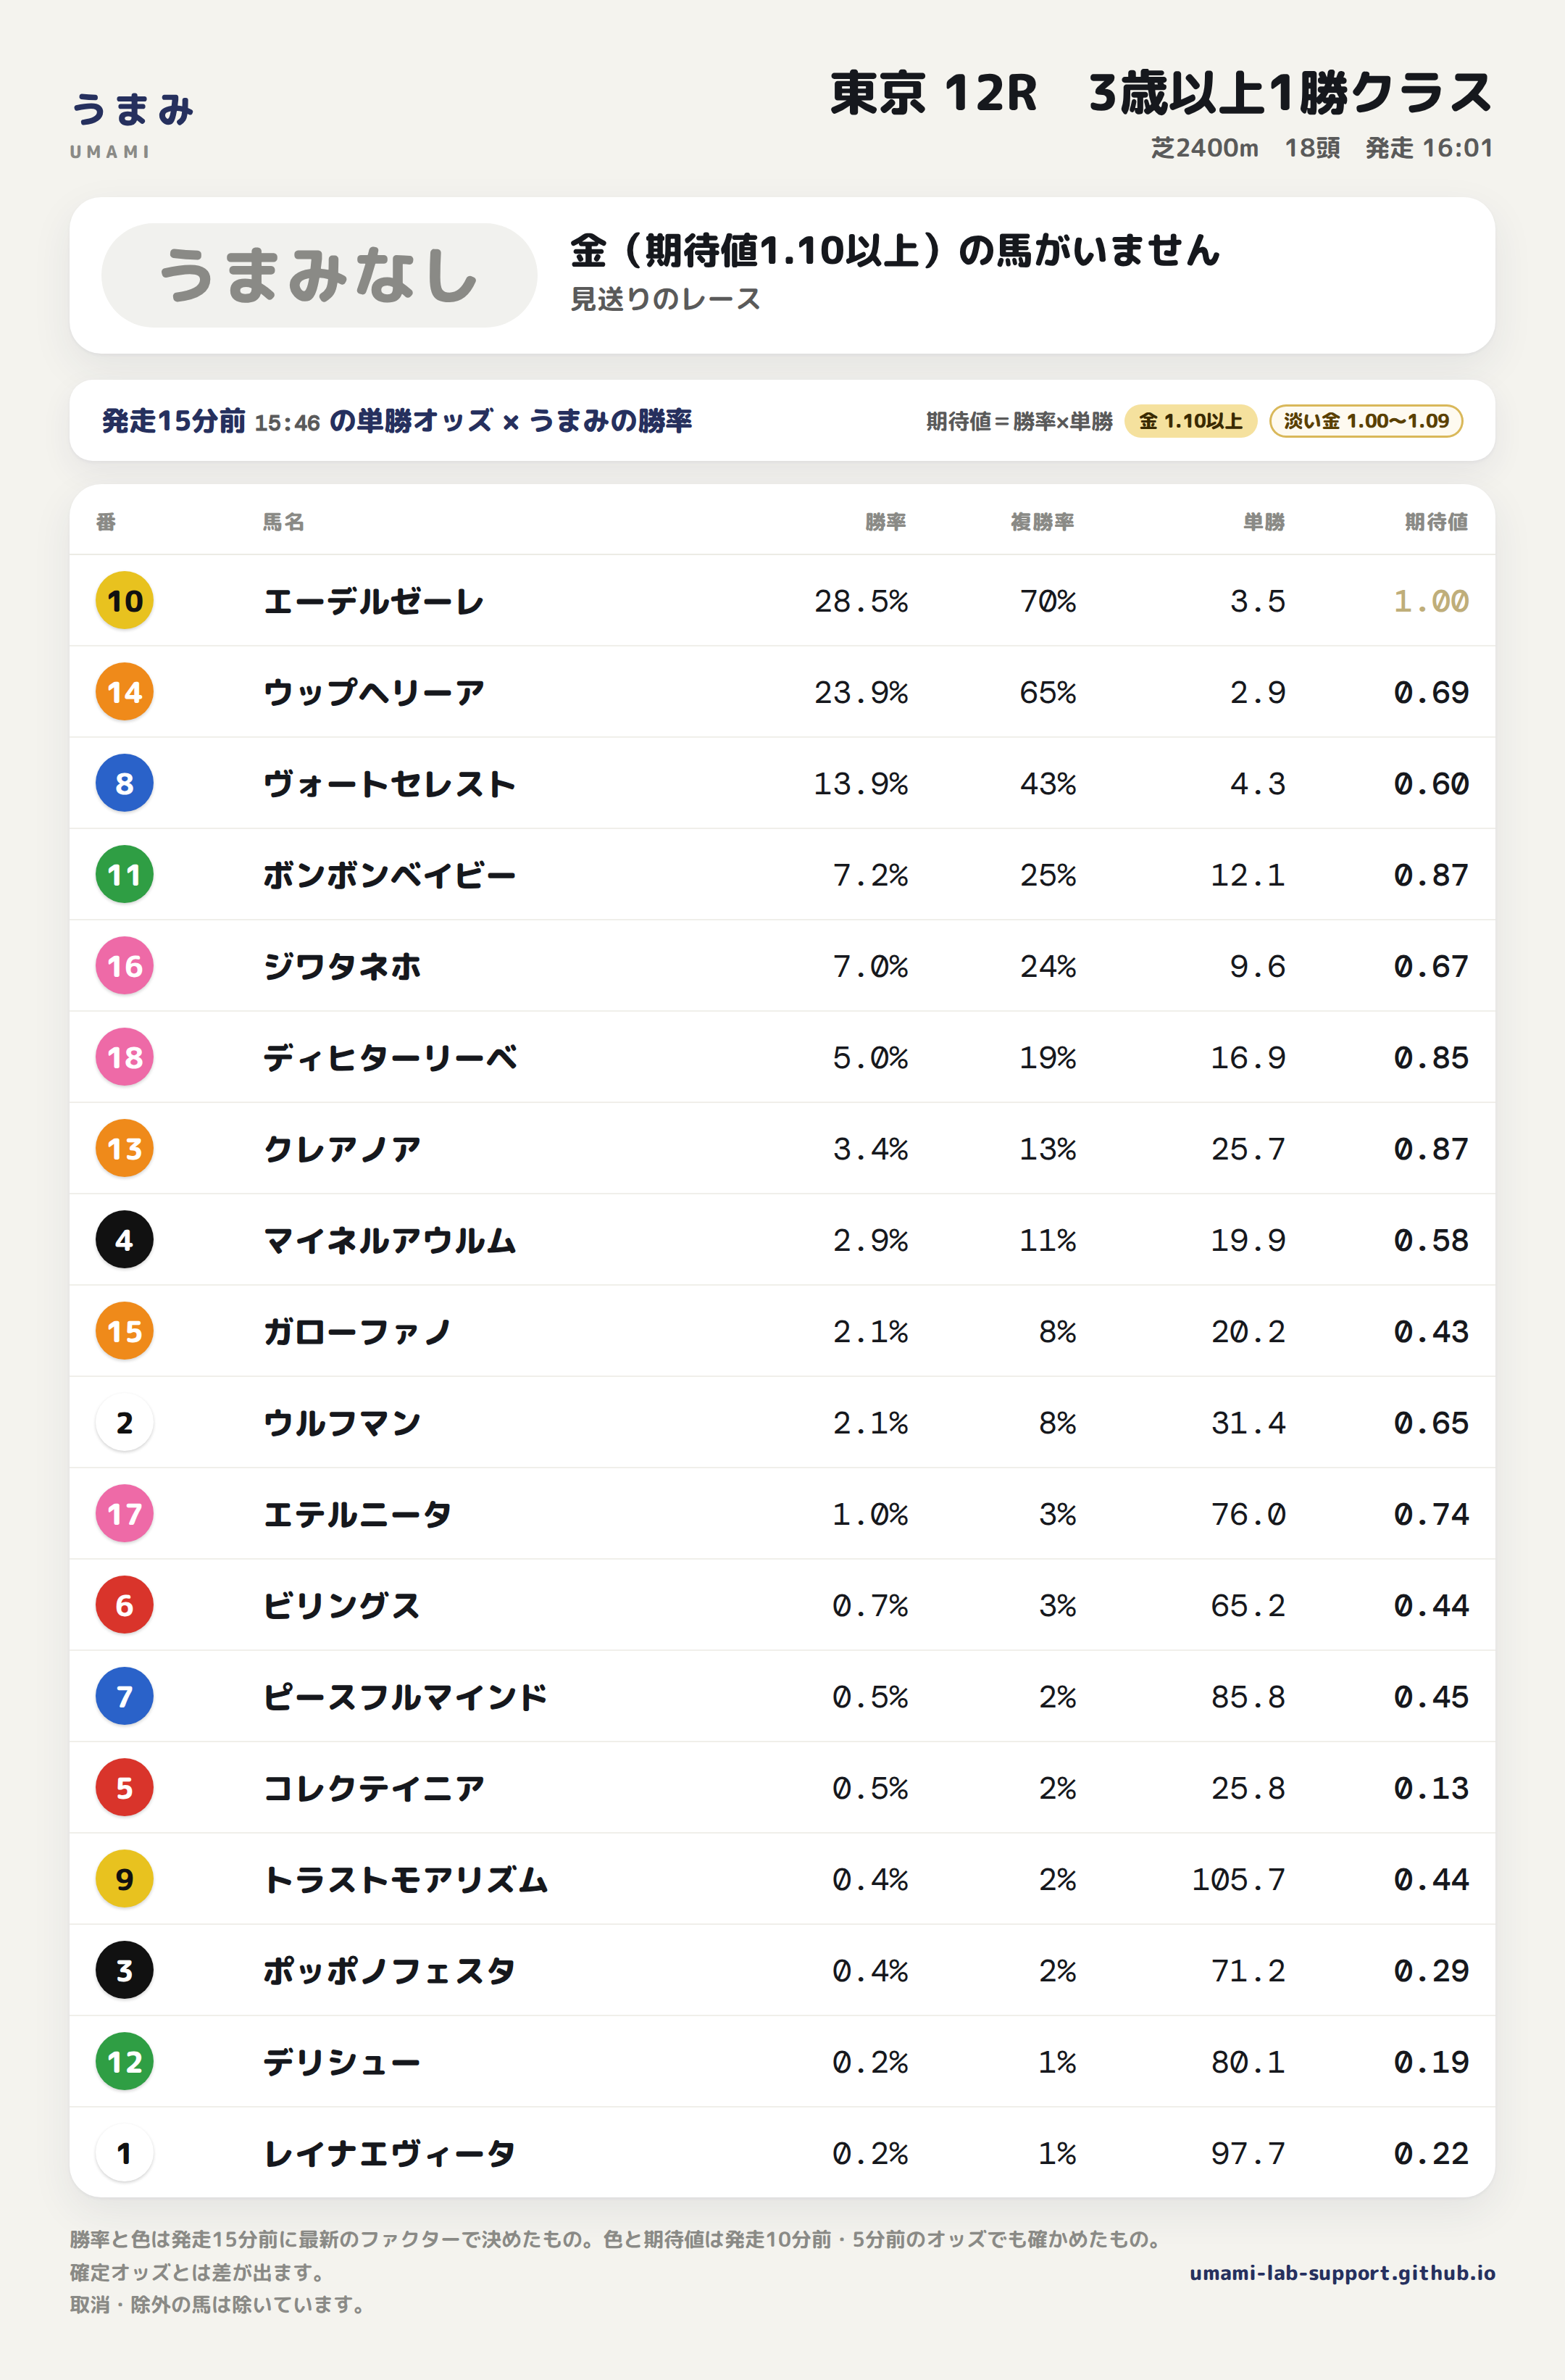 うまみ
UMAMI
東京 12R　3歳以上1勝クラス
芝2400m　18頭　発走 16:01
うまみなし
金（期待値1.10以上）の馬がいません
見送りのレース
発走15分前 15:46 の単勝オッズ × うまみの勝率
期待値＝勝率×単勝 金 1.10以上 淡い金 1.00〜1.09
番 馬名 勝率 複勝率 単勝 期待値
10 エーデルゼーレ 28.5% 70% 3.5 1.00
14 ウップヘリーア 23.9% 65% 2.9 0.69
8 ヴォートセレスト 13.9% 43% 4.3 0.60
11 ボンボンベイビー 7.2% 25% 12.1 0.87
16 ジワタネホ 7.0% 24% 9.6 0.67
18 ディヒターリーベ 5.0% 19% 16.9 0.85
13 クレアノア 3.4% 13% 25.7 0.87
4 マイネルアウルム 2.9% 11% 19.9 0.58
15 ガローファノ 2.1% 8% 20.2 0.43
2 ウルフマン 2.1% 8% 31.4 0.65
17 エテルニータ 1.0% 3% 76.0 0.74
6 ビリングス 0.7% 3% 65.2 0.44
7 ピースフルマインド 0.5% 2% 85.8 0.45
5 コレクテイニア 0.5% 2% 25.8 0.13
9 トラストモアリズム 0.4% 2% 105.7 0.44
3 ポッポノフェスタ 0.4% 2% 71.2 0.29
12 デリシュー 0.2% 1% 80.1 0.19
1 レイナエヴィータ 0.2% 1% 97.7 0.22
勝率と色は発走15分前に最新のファクターで決めたもの。色と期待値は発走10分前・5分前のオッズでも確かめたもの。
確定オッズとは差が出ます。
取消・除外の馬は除いています。
umami-lab-support.github.io